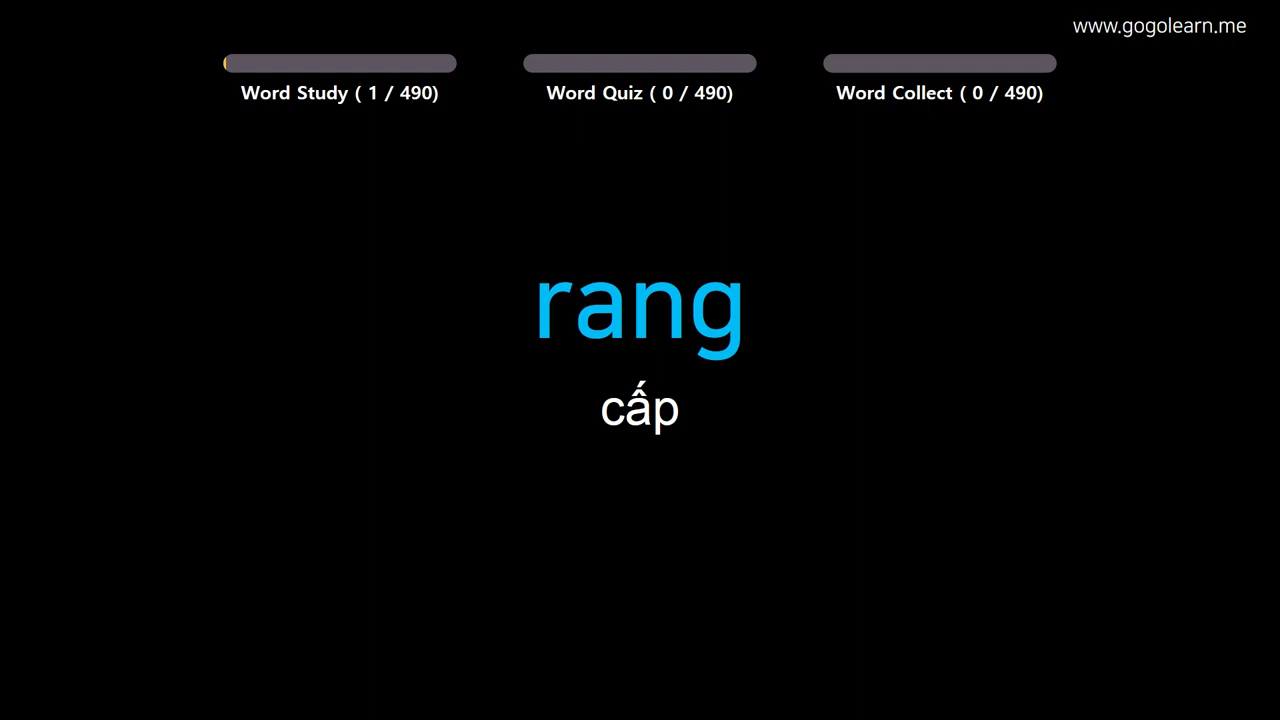 www.gogolearn.me
Word Study ( 1 / 490)
Word Quiz ( 0 / 490)
Word Collect ( 0 / 490)
rang
cấp